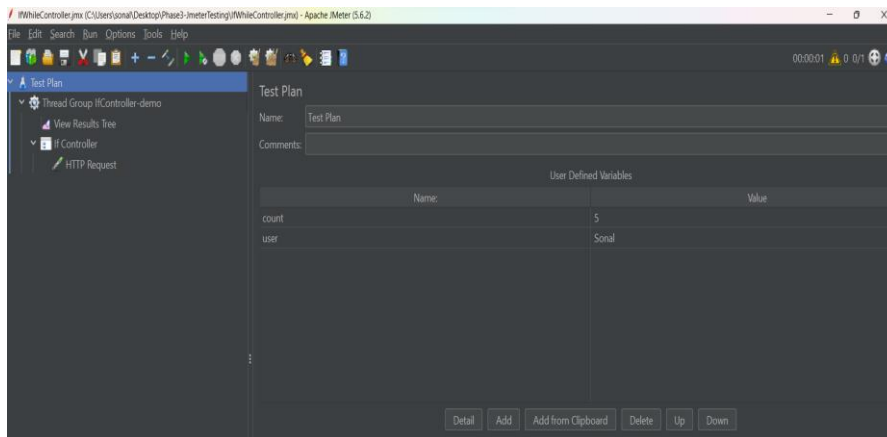 IfWhileController.jmx (C:\Users\sonal\Desktop\Phase3-JmeterTesting\IfWhileController.jmx) - Apache JMeter (5.6.2)
File Edit Search Run Options Tools Help
00:00:01 0 0/1
Test Plan
Thread Group IfController-demo
View Results Tree
If Controller
HTTP Request
Test Plan
Name: Test Plan
Comments:
User Defined Variables
Name: Value
count 5
user Sonal
Detail Add Add from Clipboard Delete Up Down